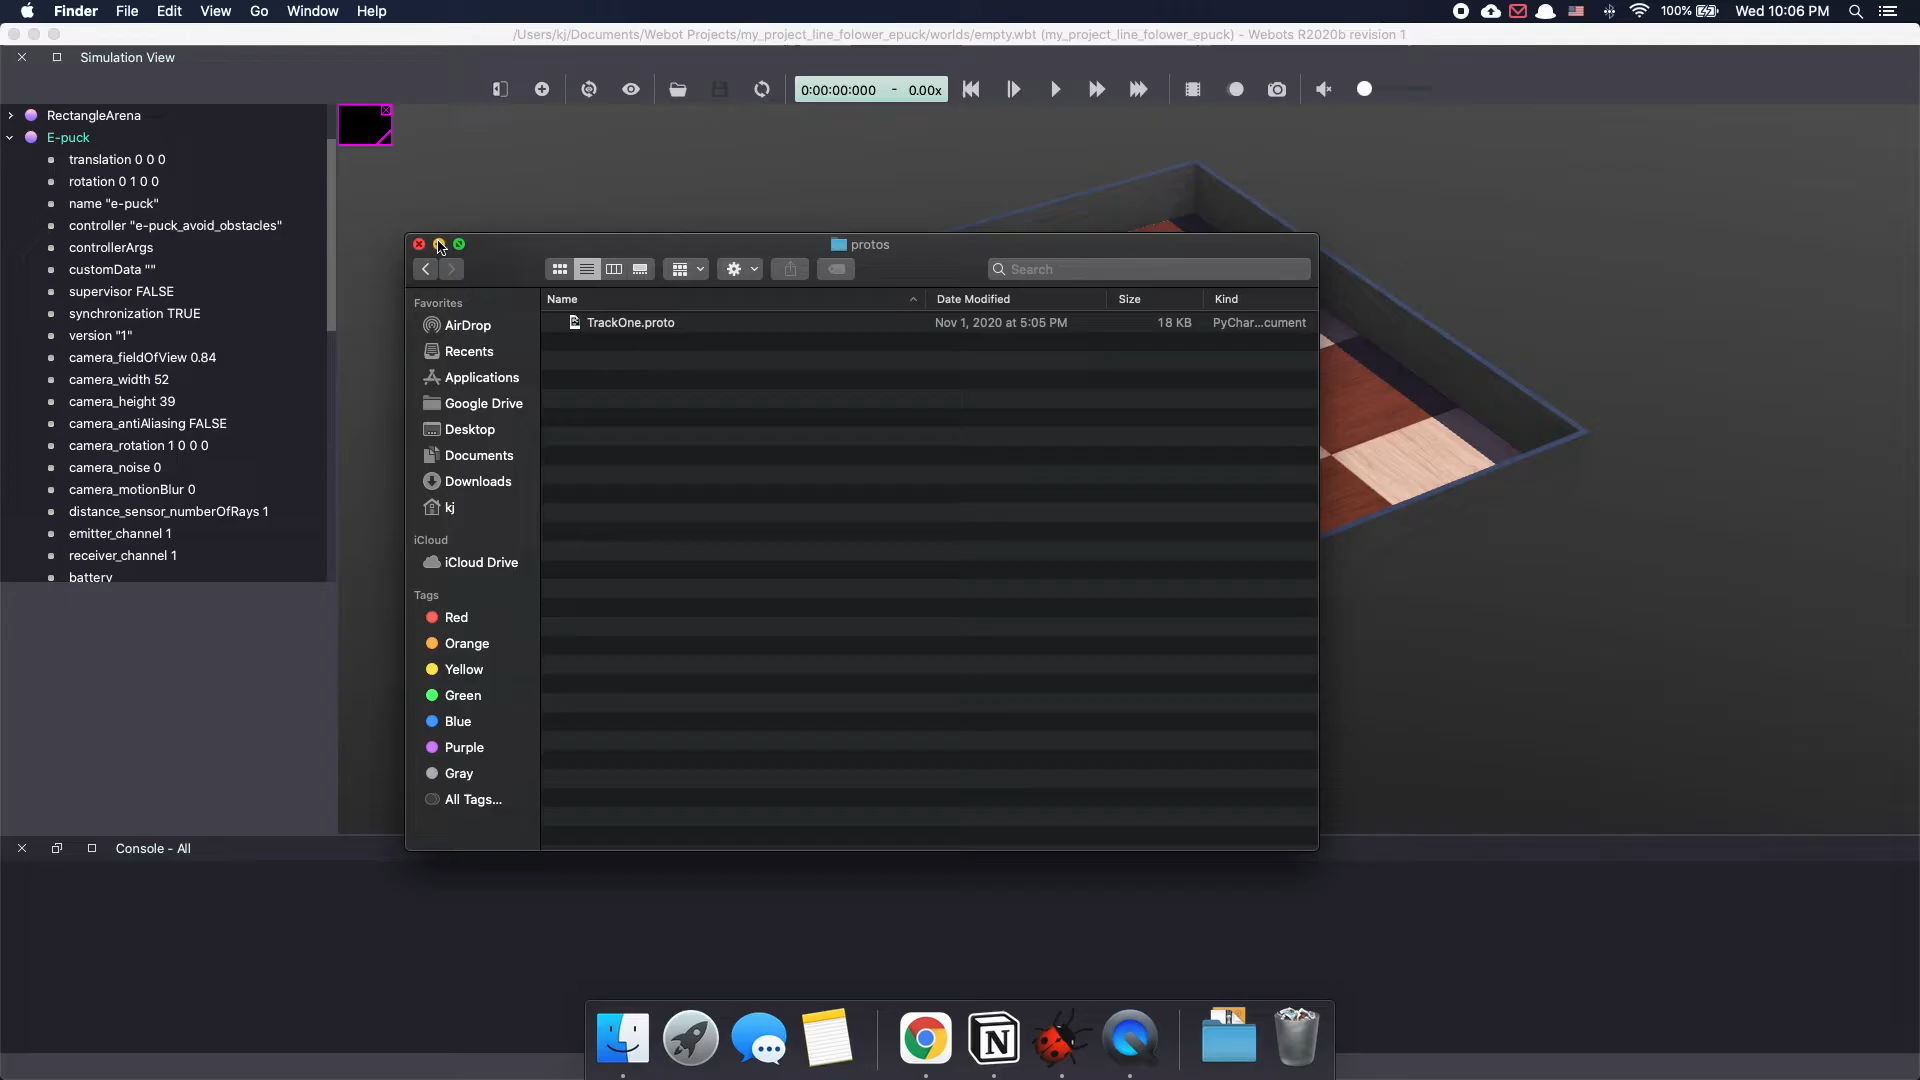 Finder File Edit View Go Window Help
100% Wed 10:06 PM
/Users/kj/Documents/Webot Projects/my_project_line_folower_epuck/worlds/empty.wbt (my_project_line_folower_epuck) - Webots R2020b revision 1
Simulation View
0:00:00:000 - 0.00x
RectangleArena
E-puck
translation 0 0 0
rotation 0 1 0 0
name "e-puck"
controller "e-puck_avoid_obstacles"
controllerArgs
customData ""
supervisor FALSE
synchronization TRUE
version "1"
camera_fieldOfView 0.84
camera_width 52
camera_height 39
camera_antiAliasing FALSE
camera_rotation 1 0 0 0
camera_noise 0
camera_motionBlur 0
distance_sensor_numberOfRays 1
emitter_channel 1
receiver_channel 1
battery
protos
Search
Favorites
AirDrop
Recents
Applications
Google Drive
Desktop
Documents
Downloads
kj
iCloud
iCloud Drive
Tags
Red
Orange
Yellow
Green
Blue
Purple
Gray
All Tags...
Name Date Modified Size Kind
TrackOne.proto Nov 1, 2020 at 5:05 PM 18 KB PyChar...cument
Console - All